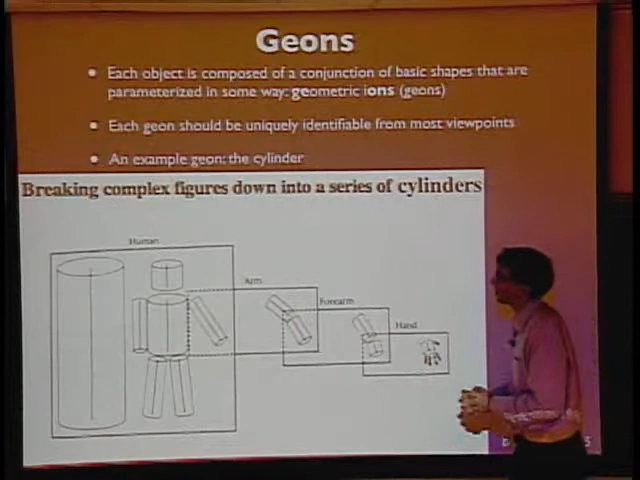 Geons
• Each object is composed of a conjunction of basic shapes that are
parameterized in some way: geometric ions (geons)
• Each geon should be uniquely identifiable from most viewpoints
• An example geon: the cylinder
Breaking complex figures down into a series of cylinders
Human
Arm
Forearm
Hand